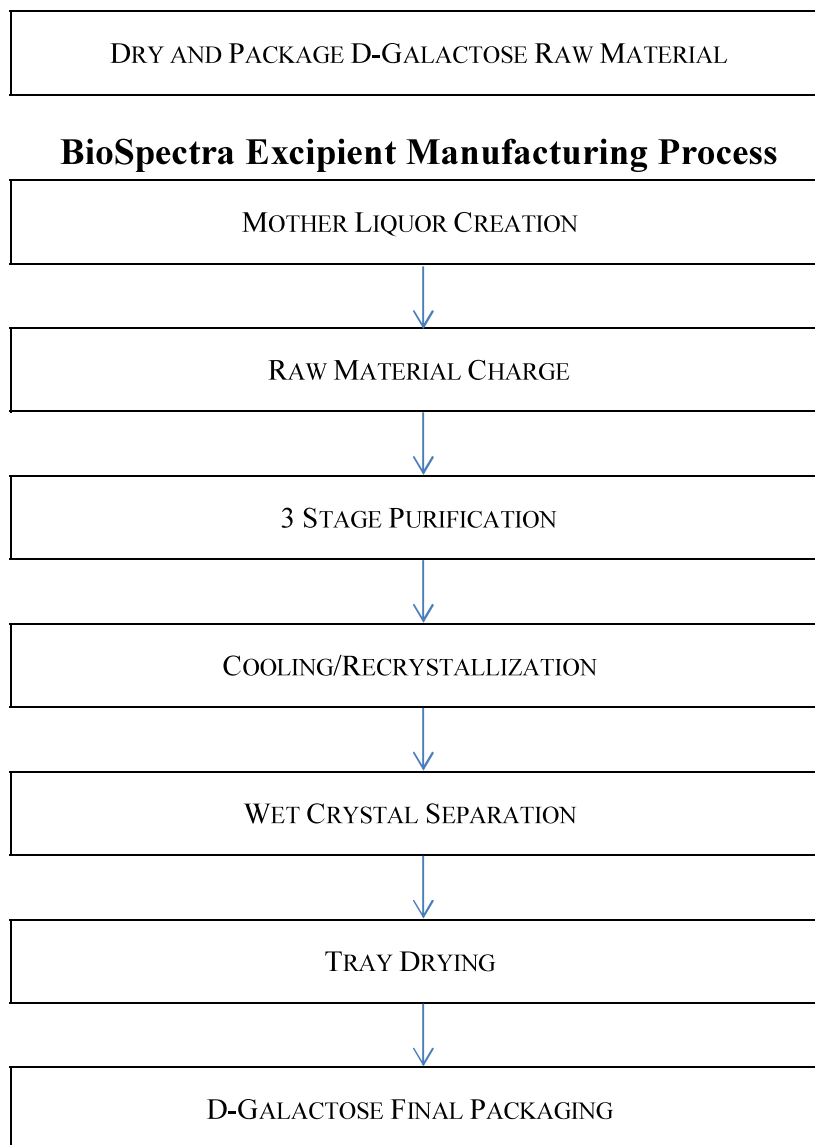 DRY AND PACKAGE D-GALACTOSE RAW MATERIAL
BioSpectra Excipient Manufacturing Process
MOTHER LIQUOR CREATION
RAW MATERIAL CHARGE
3 STAGE PURIFICATION
COOLING/RECRYSTALLIZATION
WET CRYSTAL SEPARATION
TRAY DRYING
D-GALACTOSE FINAL PACKAGING